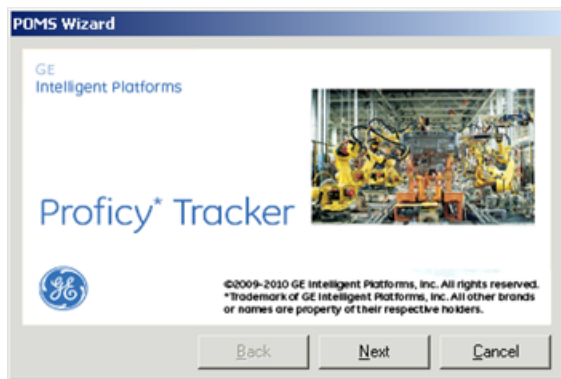 POMS Wizard
GE
Intelligent Platforms
Proficy* Tracker
©2009-2010 GE Intelligent Platforms, Inc. All rights reserved.
*Trademark of GE Intelligent Platforms, Inc. All other brands
or names are property of their respective holders.
Back Next Cancel